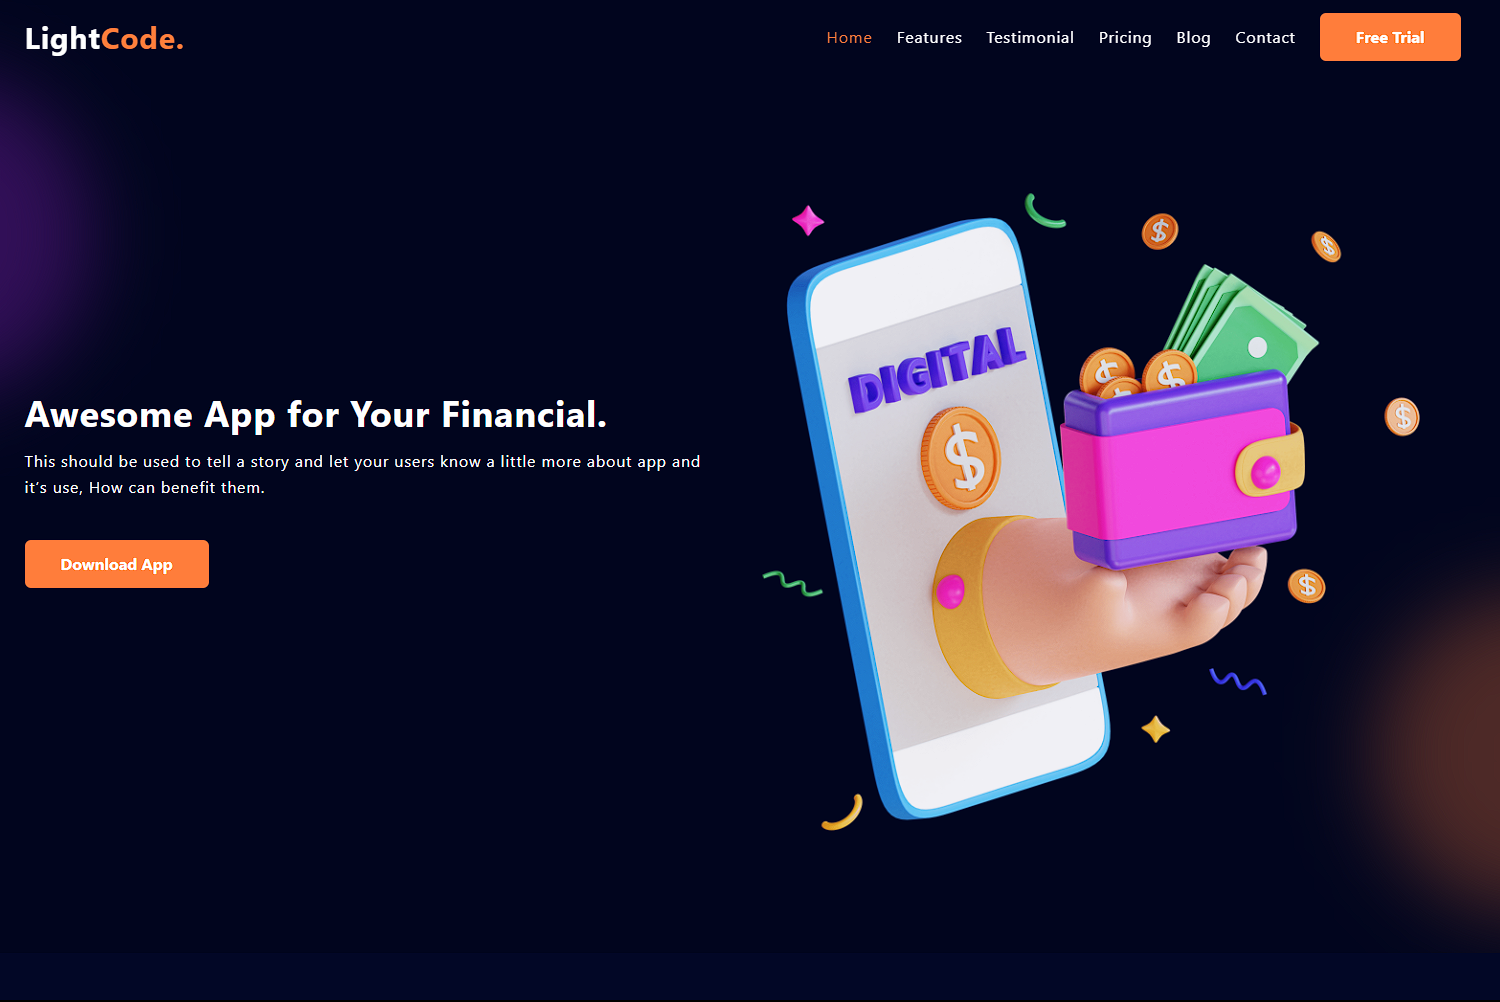 LightCode.
Home Features Testimonial Pricing Blog Contact Free Trial
DIGITAL
$
Awesome App for Your Financial.
This should be used to tell a story and let your users know a little more about app and
it’s use, How can benefit them.
Download App